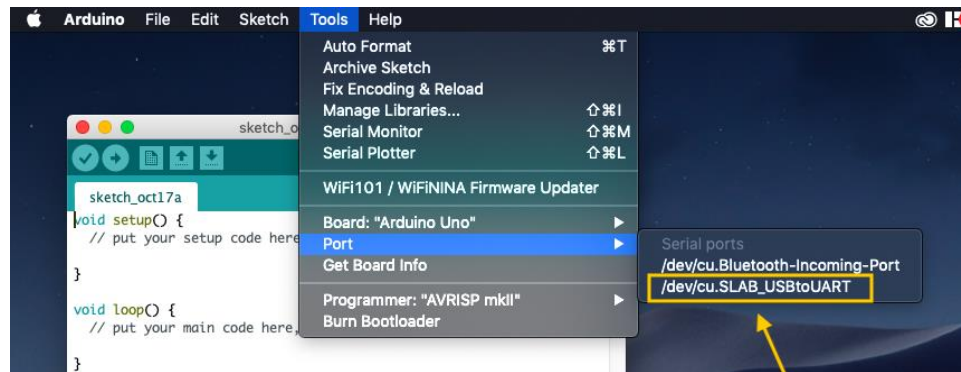 Arduino File Edit Sketch Tools Help
Auto Format ⌘T
Archive Sketch
Fix Encoding & Reload
Manage Libraries... ⇧⌘I
Serial Monitor ⇧⌘M
Serial Plotter ⇧⌘L
WiFi101 / WiFiNINA Firmware Updater
Board: "Arduino Uno"
Port
Get Board Info
Programmer: "AVRISP mkII"
Burn Bootloader
Serial ports
/dev/cu.Bluetooth-Incoming-Port
/dev/cu.SLAB_USBtoUART
sketch_o
sketch_oct17a
void setup() {
// put your setup code here
}
void loop() {
// put your main code here,
}